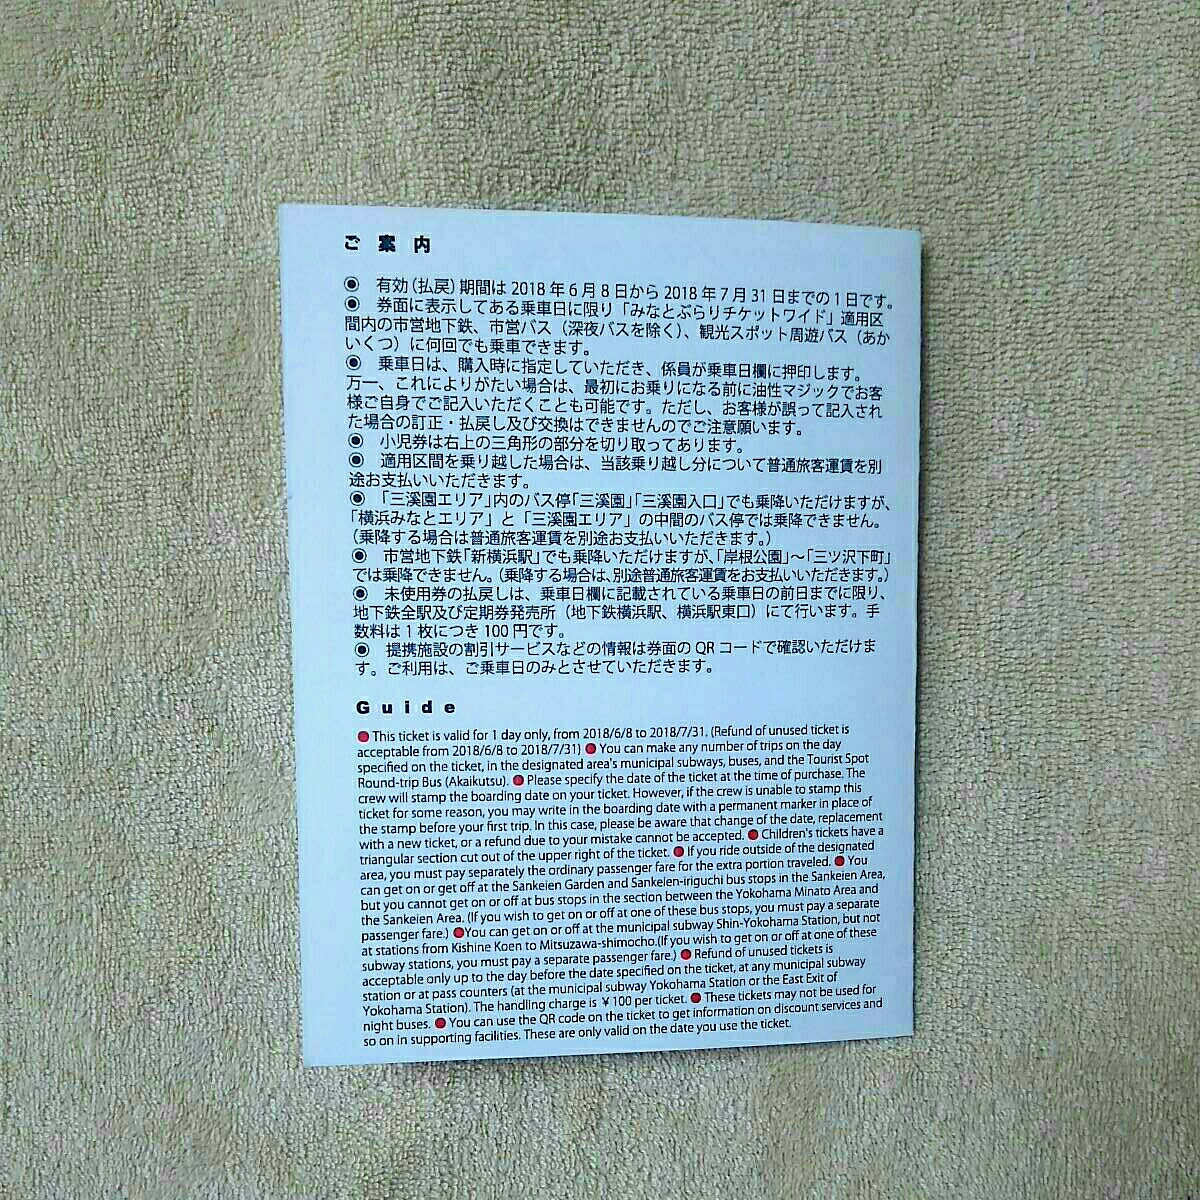 ご案内
◉ 有効(払戻)期間は 2018 年 6 月 8 日から 2018 年 7 月 31 日までの 1 日です。
◉ 券面に表示してある乗車日に限り「みなとぶらりチケットワイド」適用区
間内の市営地下鉄、市営バス(深夜バスを除く)、観光スポット周遊バス(あか
いくつ)に何回でも乗車できます。
◉ 乗車日は、購入時に指定していただき、係員が乗車日欄に押印します。
万一、これによりがたい場合は、最初にお乗りになる前に油性マジックでお客
様ご自身でご記入いただくことも可能です。ただし、お客様が誤って記入され
た場合の訂正・払戻し及び交換はできませんのでご注意願います。
◉ 小児券は右上の三角形の部分を切り取ってあります。
◉ 適用区間を乗り越した場合は、当該乗り越し分について普通旅客運賃を別
途お支払いいただきます。
◉ 「三溪園エリア」内のバス停「三溪園」「三溪園入口」でも乗降いただけますが、
「横浜みなとエリア」と「三溪園エリア」の中間のバス停では乗降できません。
(乗降する場合は普通旅客運賃を別途お支払いいただきます。)
◉ 市営地下鉄「新横浜駅」でも乗降いただけますが、「岸根公園」〜「三ツ沢下町」
では乗降できません。(乗降する場合は、別途普通旅客運賃をお支払いいただきます。)
◉ 未使用券の払戻しは、乗車日欄に記載されている乗車日の前日までに限り、
地下鉄全駅及び定期券発売所(地下鉄横浜駅、横浜駅東口)にて行います。手
数料は 1 枚につき 100 円です。
◉ 提携施設の割引サービスなどの情報は券面の QR コードで確認いただけま
す。ご利用は、ご乗車日のみとさせていただきます。
Guide
● This ticket is valid for 1 day only, from 2018/6/8 to 2018/7/31. (Refund of unused ticket is
acceptable from 2018/6/8 to 2018/7/31) ● You can make any number of trips on the day
specified on the ticket, in the designated area's municipal subways, buses, and the Tourist Spot
Round-trip Bus (Akaikutsu). ● Please specify the date of the ticket at the time of purchase. The
crew will stamp the boarding date on your ticket. However, if the crew is unable to stamp this
ticket for some reason, you may write in the boarding date with a permanent marker in place of
the stamp before your first trip. In this case, please be aware that change of the date, replacement
with a new ticket, or a refund due to your mistake cannot be accepted. ● Children's tickets have a
triangular section cut out of the upper right of the ticket. ● If you ride outside of the designated
area, you must pay separately the ordinary passenger fare for the extra portion traveled. ● You
can get on or get off at the Sankeien Garden and Sankeien-iriguchi bus stops in the Sankeien Area,
but you cannot get on or off at bus stops in the section between the Yokohama Minato Area and
the Sankeien Area. (If you wish to get on or off at one of these bus stops, you must pay a separate
passenger fare.) ●You can get on or off at the municipal subway Shin-Yokohama Station, but not
at stations from Kishine Koen to Mitsuzawa-shimocho.(If you wish to get on or off at one of these
subway stations, you must pay a separate passenger fare.) ● Refund of unused tickets is
acceptable only up to the day before the date specified on the ticket, at any municipal subway
station or at pass counters (at the municipal subway Yokohama Station or the East Exit of
Yokohama Station). The handling charge is ￥100 per ticket. ● These tickets may not be used for
night buses. ● You can use the QR code on the ticket to get information on discount services and
so on in supporting facilities. These are only valid on the date you use the ticket.